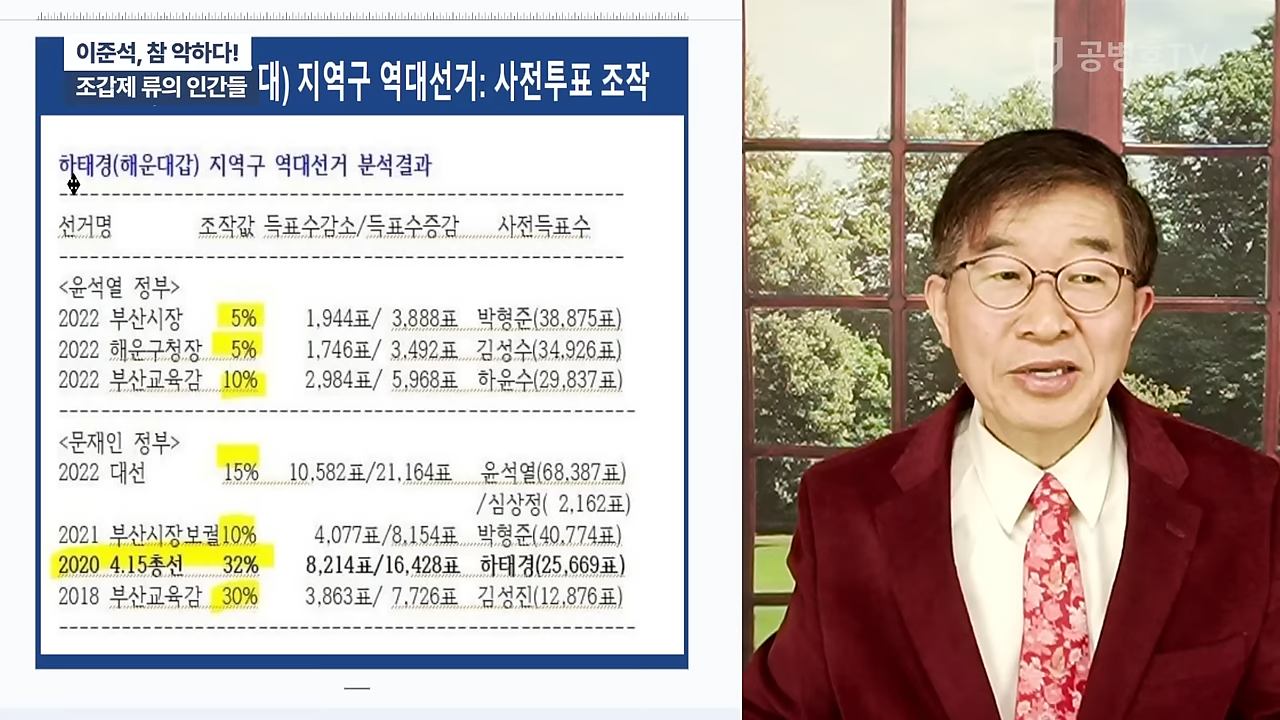 이준석, 참 악하다!
조갑제 류의 인간들
대) 지역구 역대선거: 사전투표 조작
공병호TV
하태경(해운대갑) 지역구 역대선거 분석결과
선거명 조작값 득표수감소/득표수증감 사전득표수
<윤석열 정부>
2022 부산시장 5% 1,944표/ 3,888표 박형준(38,875표)
2022 해운구청장 5% 1,746표/ 3,492표 김성수(34,926표)
2022 부산교육감 10% 2,984표/ 5,968표 하윤수(29,837표)
<문재인 정부>
2022 대선 15% 10,582표/21,164표 윤석열(68,387표)
/심상정( 2,162표)
2021 부산시장보궐10% 4,077표/8,154표 박형준(40,774표)
2020 4.15총선 32% 8,214표/16,428표 하태경(25,669표)
2018 부산교육감 30% 3,863표/ 7,726표 김성진(12,876표)